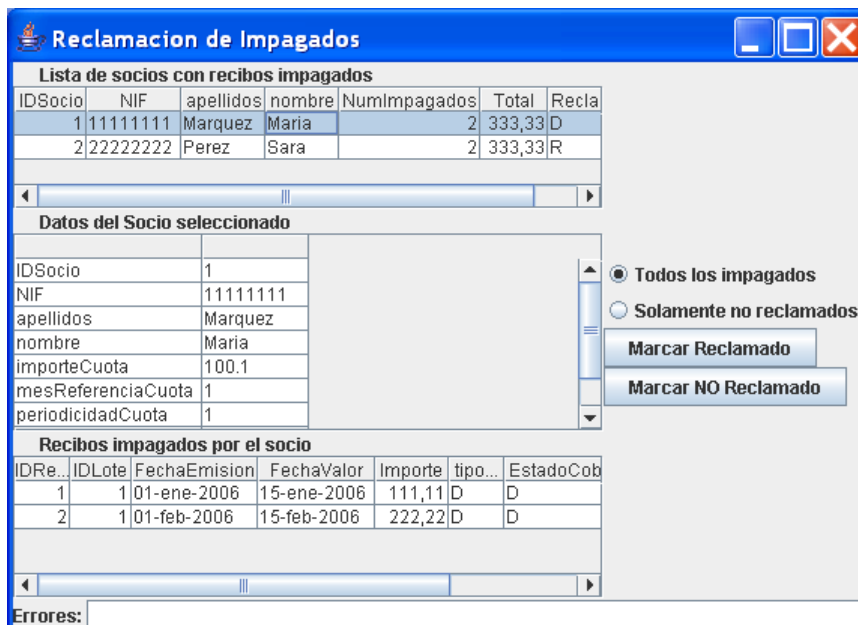 Reclamacion de Impagados
Lista de socios con recibos impagados
IDSocio NIF apellidos nombre NumImpagados Total Recla
1 11111111 Marquez Maria 2 333,33 D
2 22222222 Perez Sara 2 333,33 R
Datos del Socio seleccionado
IDSocio 1
NIF 11111111
apellidos Marquez
nombre Maria
importeCuota 100.1
mesReferenciaCuota 1
periodicidadCuota 1
Todos los impagados
Solamente no reclamados
Marcar Reclamado
Marcar NO Reclamado
Recibos impagados por el socio
IDRe... IDLote FechaEmision FechaValor Importe tipo... EstadoCob
1 1 01-ene-2006 15-ene-2006 111,11 D D
2 1 01-feb-2006 15-feb-2006 222,22 D D
Errores: